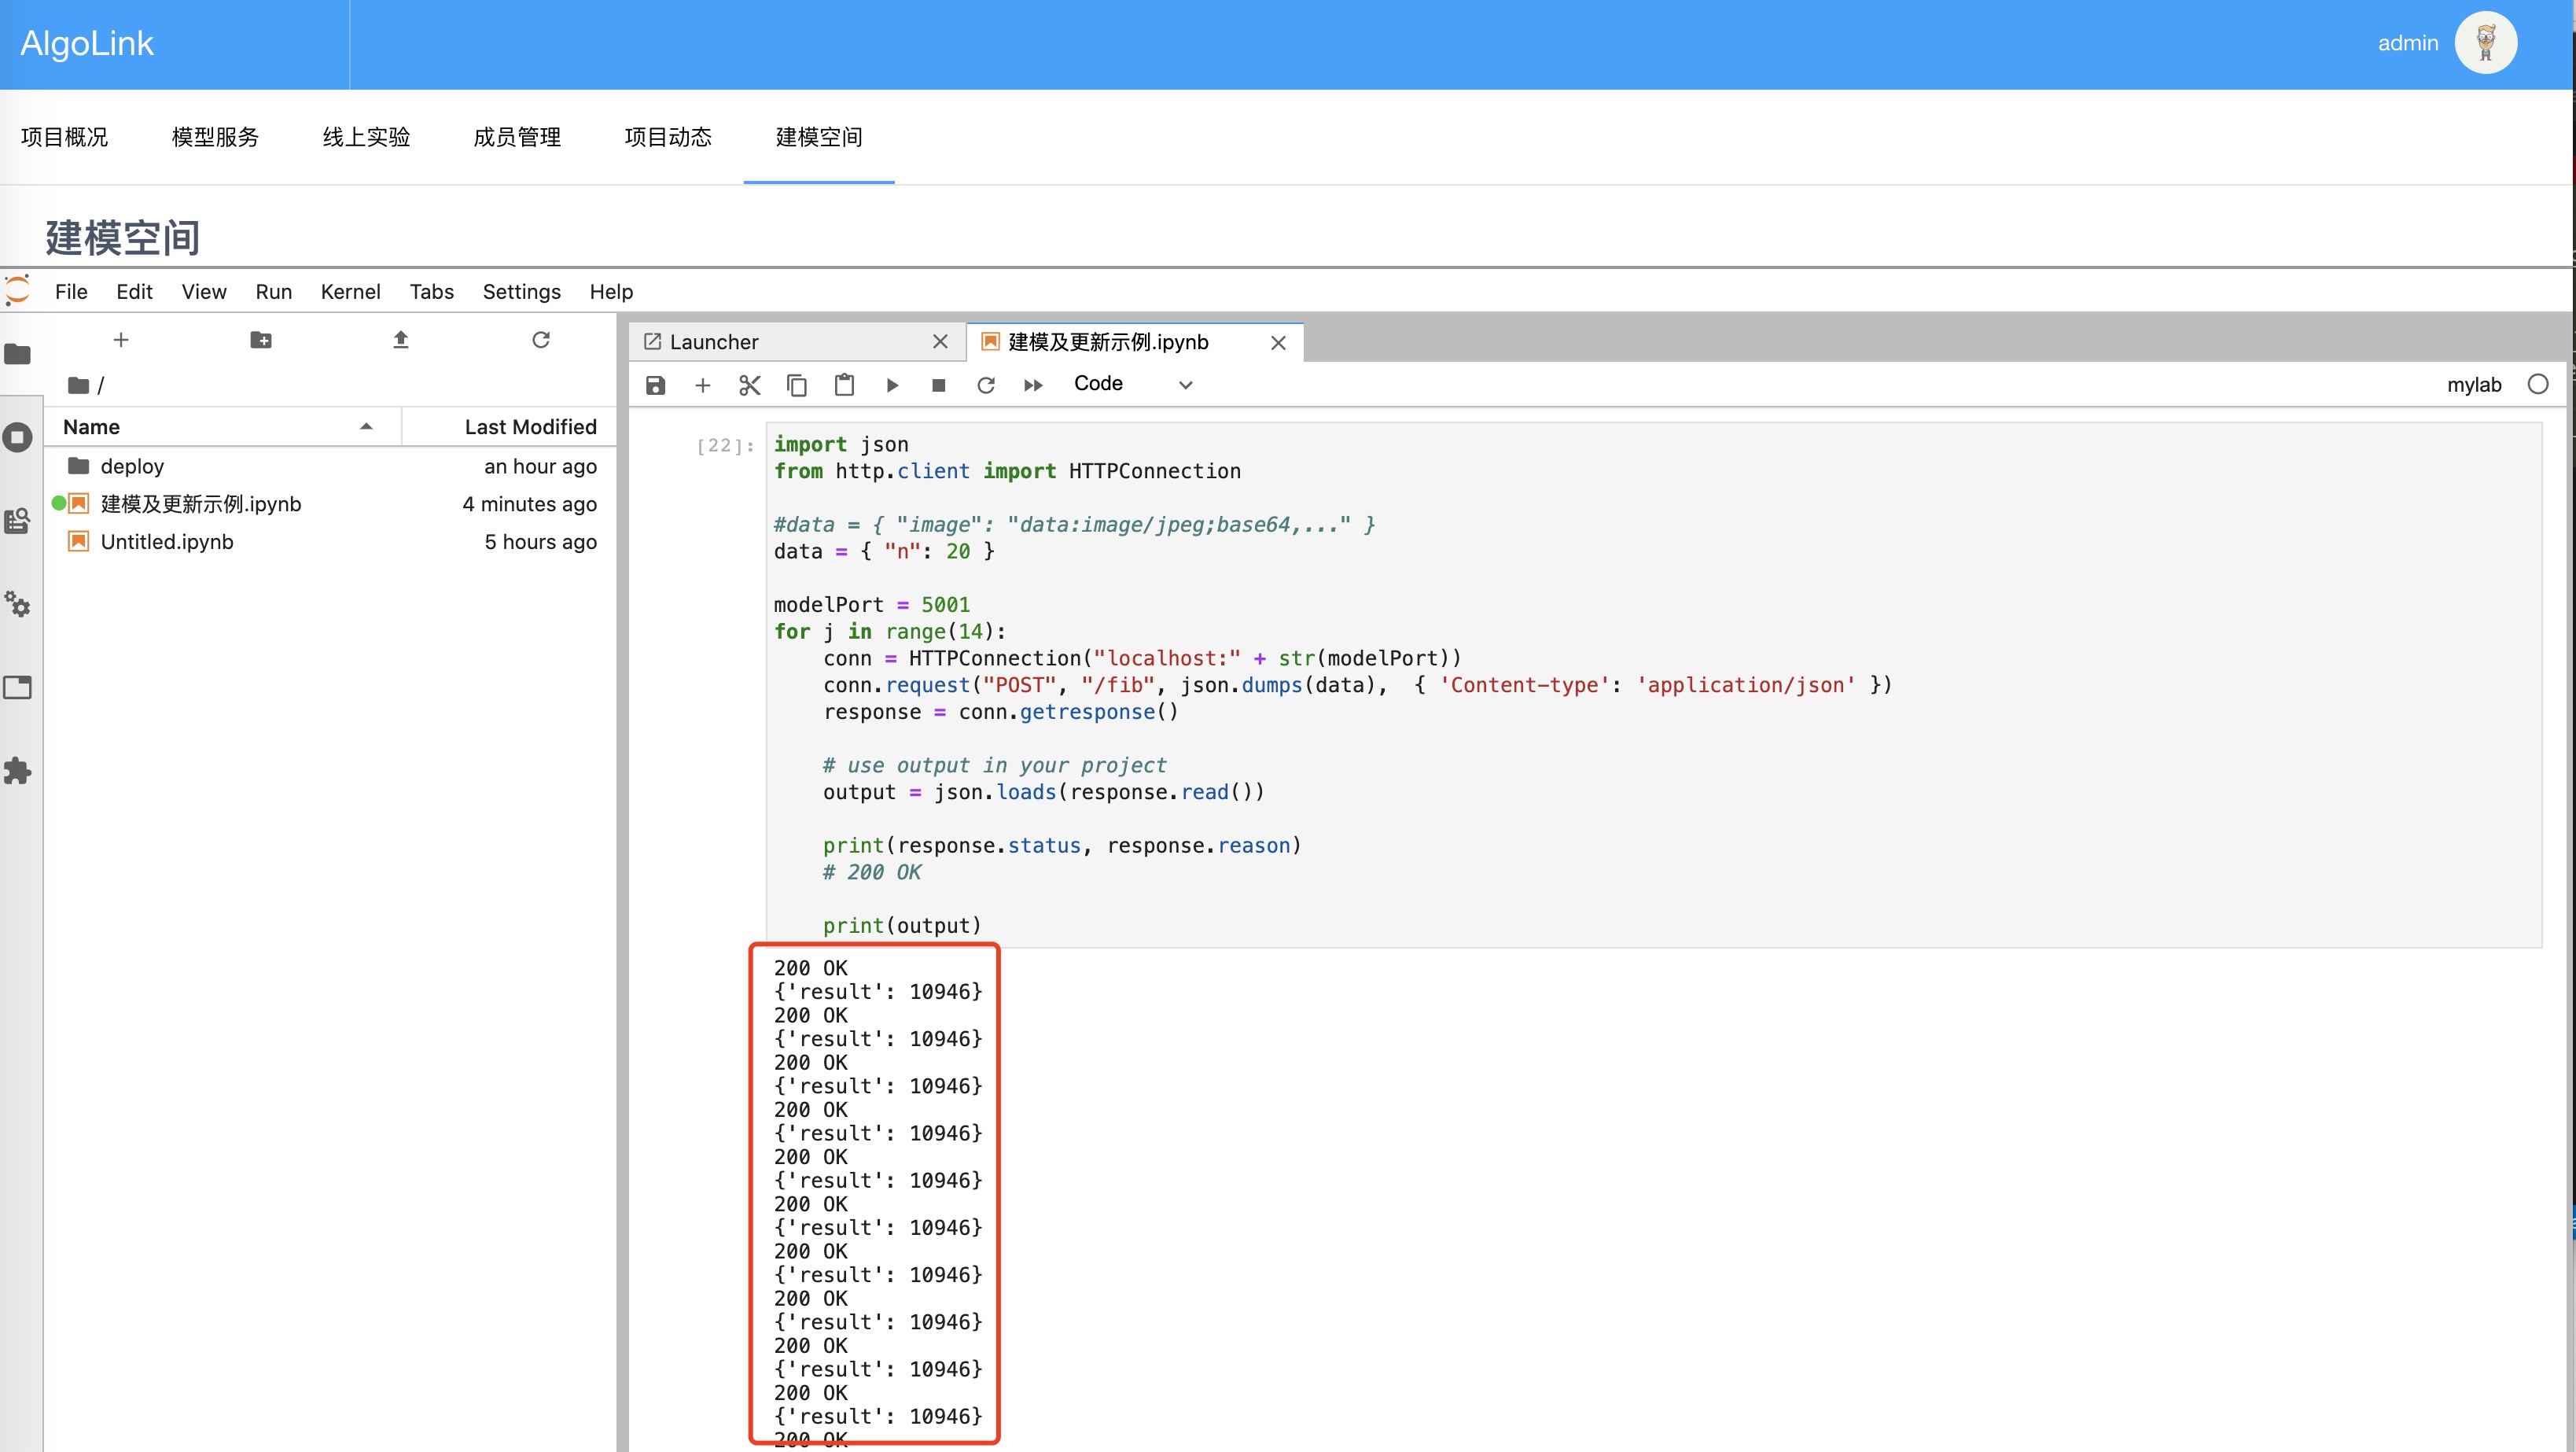 AlgoLink
admin
项目概况 模型服务 线上实验 成员管理 项目动态 建模空间
建模空间
File Edit View Run Kernel Tabs Settings Help
/
Name Last Modified
deploy an hour ago
建模及更新示例.ipynb 4 minutes ago
Untitled.ipynb 5 hours ago
Launcher 建模及更新示例.ipynb
Code mylab
[22]:
import json
from http.client import HTTPConnection
#data = { "image": "data:image/jpeg;base64,..." }
data = { "n": 20 }
modelPort = 5001
for j in range(14):
    conn = HTTPConnection("localhost:" + str(modelPort))
    conn.request("POST", "/fib", json.dumps(data),  { 'Content-type': 'application/json' })
    response = conn.getresponse()
    # use output in your project
    output = json.loads(response.read())
    print(response.status, response.reason)
    # 200 OK
    print(output)
200 OK
{'result': 10946}
200 OK
{'result': 10946}
200 OK
{'result': 10946}
200 OK
{'result': 10946}
200 OK
{'result': 10946}
200 OK
{'result': 10946}
200 OK
{'result': 10946}
200 OK
{'result': 10946}
200 OK
{'result': 10946}
200 OK
{'result': 10946}
200 OK